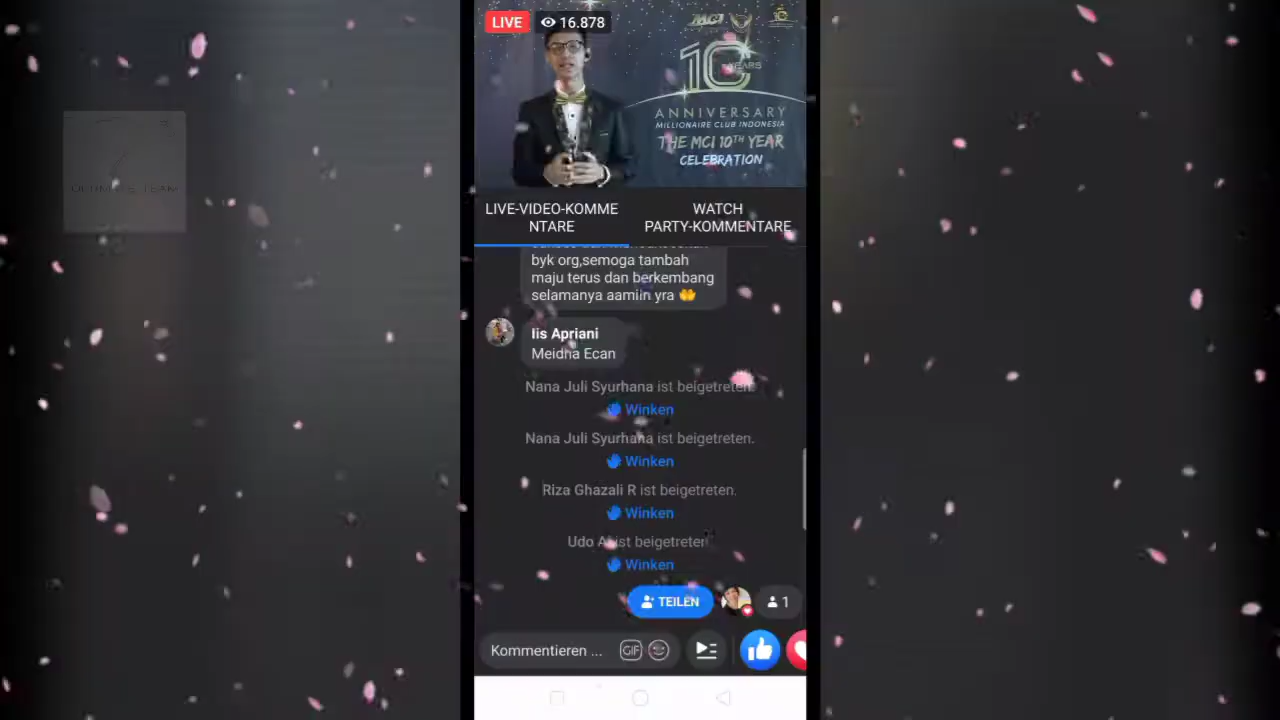 LIVE
16.878
MCI
10
YEARS
ANNIVERSARY
MILLIONAIRE CLUB INDONESIA
THE MCI 10TH YEAR
CELEBRATION
ULTIMATE TEAM
LIVE-VIDEO-KOMME
NTARE
WATCH
PARTY-KOMMENTARE
byk org,semoga tambah
maju terus dan berkembang
selamanya aamiin yra 🤲
Iis Apriani
Meidha Ecan
Nana Juli Syurhana ist beigetreten.
Winken
Nana Juli Syurhana ist beigetreten.
Winken
Riza Ghazali R ist beigetreten.
Winken
Udo A ist beigetreten
Winken
TEILEN
1
Kommentieren ...
GIF